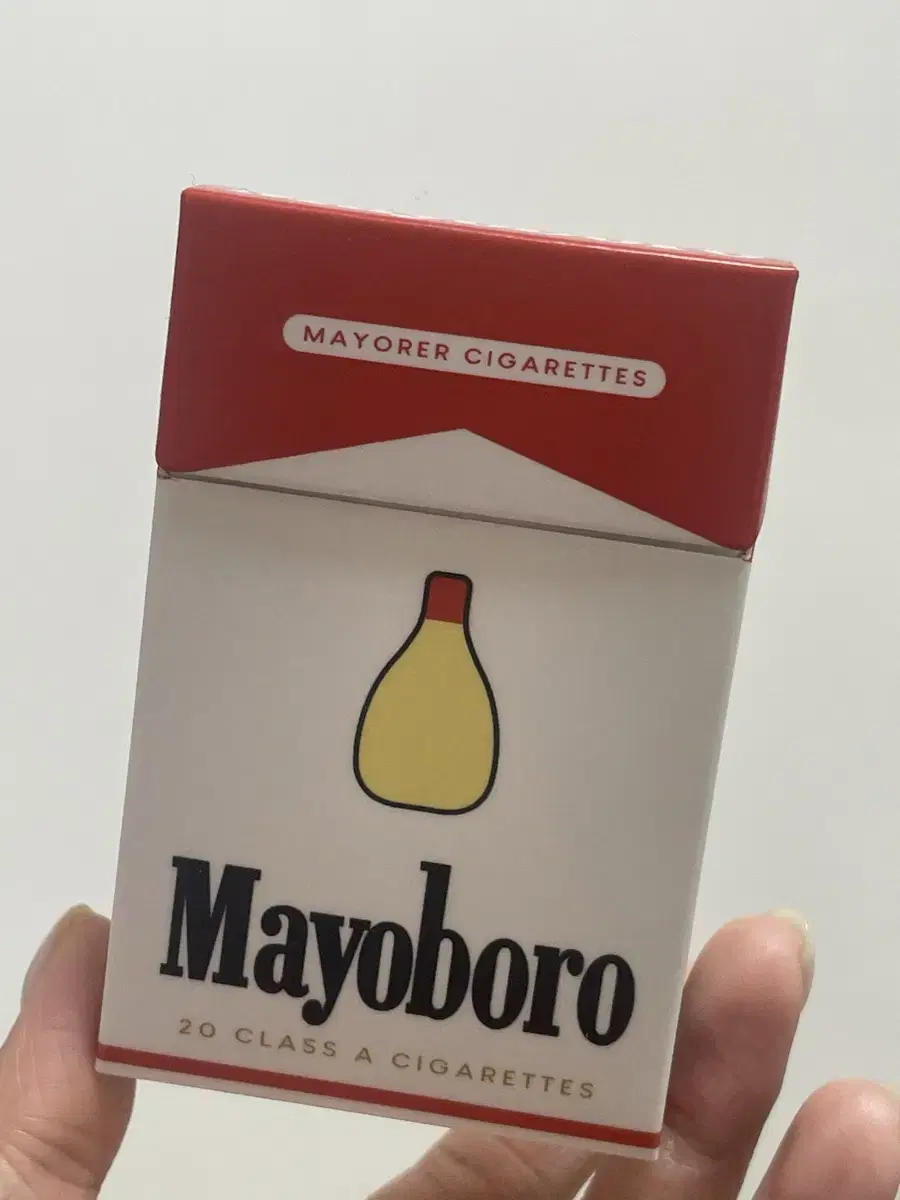 MAYORER CIGARETTES
Mayoboro
20 CLASS A CIGARETTES